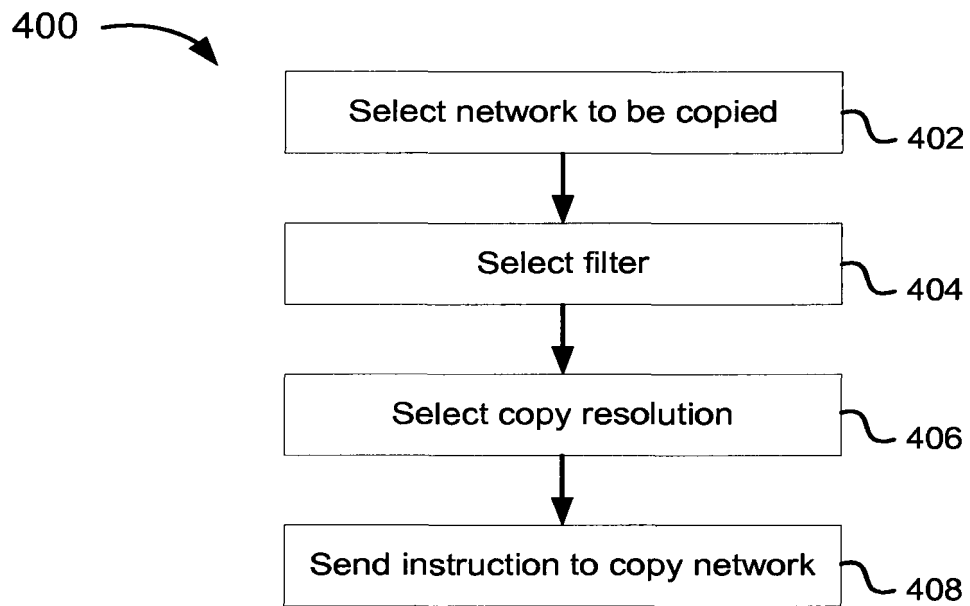 400
Select network to be copied
402
Select filter
404
Select copy resolution
406
Send instruction to copy network
408